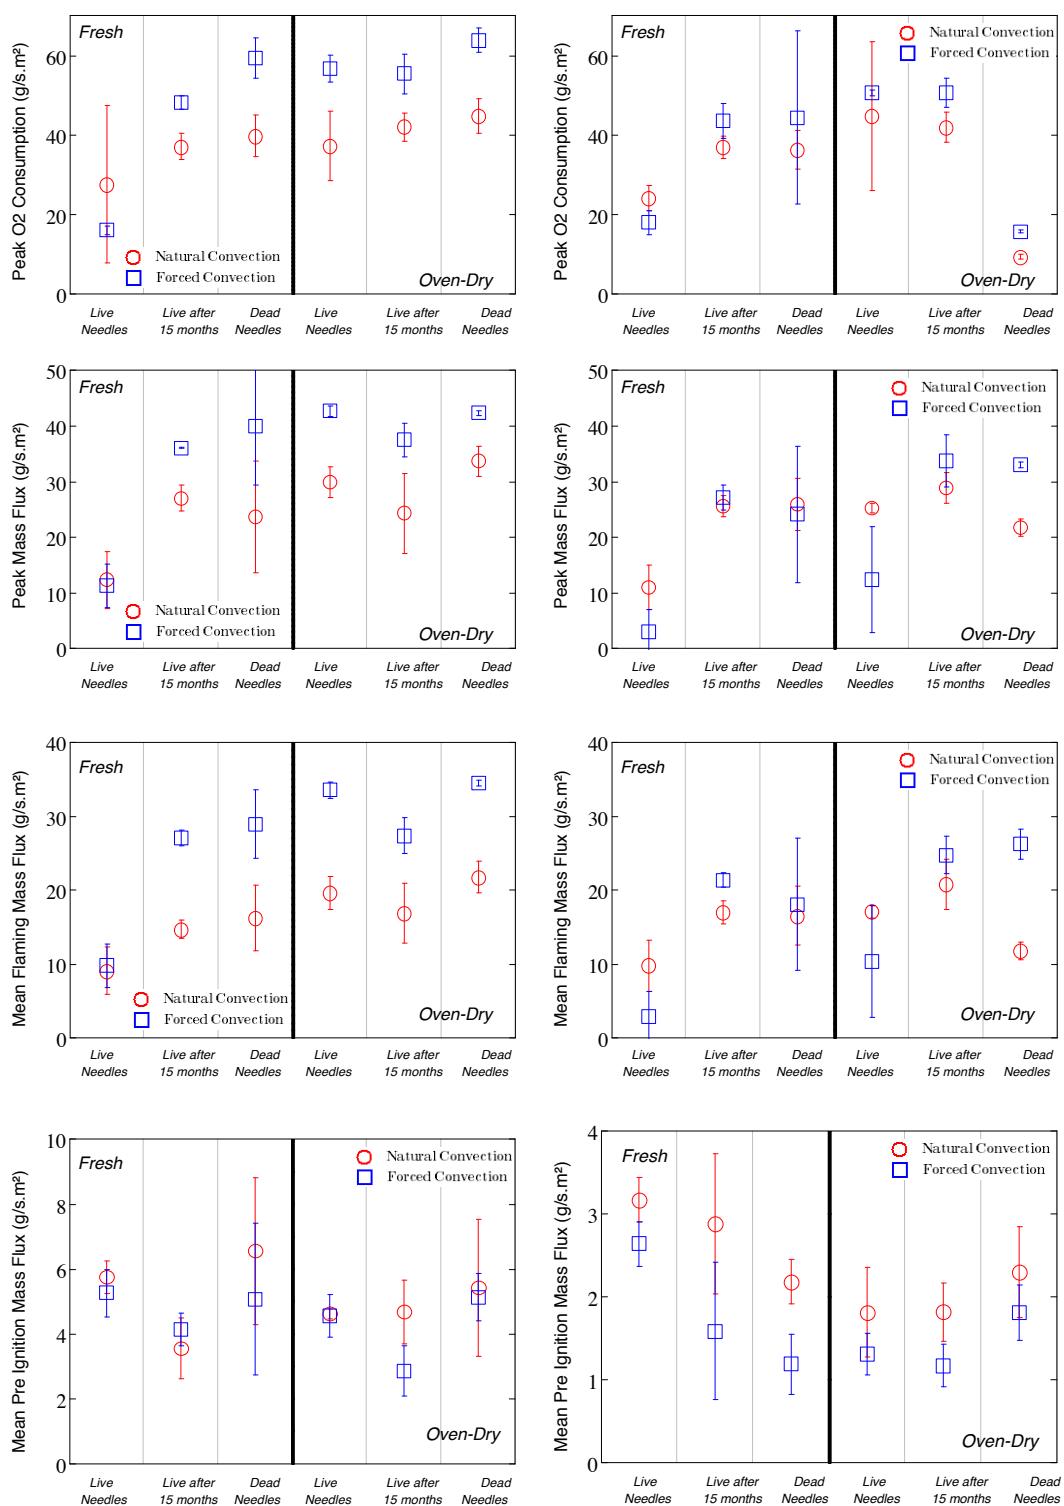 Peak O2 Consumption (g/s.m²)
60
40
20
0
Fresh
Natural Convection
Forced Convection
Oven-Dry
Live Needles
Live after 15 months
Dead Needles
Live Needles
Live after 15 months
Dead Needles
Peak O2 Consumption (g/s.m²)
60
40
20
0
Fresh
Natural Convection
Forced Convection
Oven-Dry
Live Needles
Live after 15 months
Dead Needles
Live Needles
Live after 15 months
Dead Needles
Peak Mass Flux (g/s.m²)
50
40
30
20
10
0
Fresh
Natural Convection
Forced Convection
Oven-Dry
Live Needles
Live after 15 months
Dead Needles
Live Needles
Live after 15 months
Dead Needles
Peak Mass Flux (g/s.m²)
50
40
30
20
10
0
Fresh
Natural Convection
Forced Convection
Oven-Dry
Live Needles
Live after 15 months
Dead Needles
Live Needles
Live after 15 months
Dead Needles
Mean Flaming Mass Flux (g/s.m²)
40
30
20
10
0
Fresh
Natural Convection
Forced Convection
Oven-Dry
Live Needles
Live after 15 months
Dead Needles
Live Needles
Live after 15 months
Dead Needles
Mean Flaming Mass Flux (g/s.m²)
40
30
20
10
0
Fresh
Natural Convection
Forced Convection
Oven-Dry
Live Needles
Live after 15 months
Dead Needles
Live Needles
Live after 15 months
Dead Needles
Mean Pre Ignition Mass Flux (g/s.m²)
10
8
6
4
2
0
Fresh
Natural Convection
Forced Convection
Oven-Dry
Live Needles
Live after 15 months
Dead Needles
Live Needles
Live after 15 months
Dead Needles
Mean Pre Ignition Mass Flux (g/s.m²)
4
3
2
1
0
Fresh
Natural Convection
Forced Convection
Oven-Dry
Live Needles
Live after 15 months
Dead Needles
Live Needles
Live after 15 months
Dead Needles